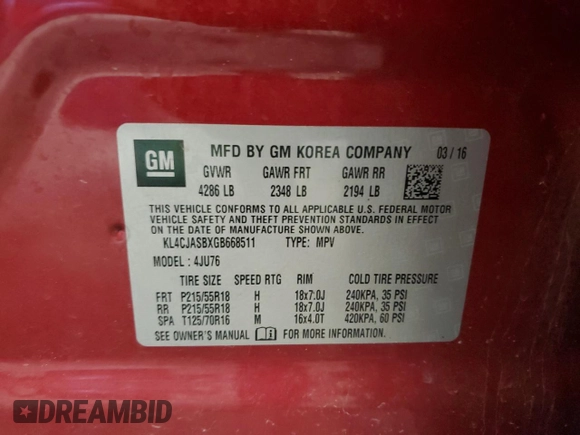 GM
MFD BY GM KOREA COMPANY 03 / 16
GVWR GAWR FRT GAWR RR
4286 LB 2348 LB 2194 LB
THIS VEHICLE CONFORMS TO ALL APPLICABLE U.S. FEDERAL MOTOR
VEHICLE SAFETY AND THEFT PREVENTION STANDARDS IN EFFECT
ON THE DATE OF MANUFACTURE SHOWN ABOVE.
KL4CJASBXGB668511 TYPE: MPV
MODEL : 4JU76
TIRE SIZE SPEED RTG RIM COLD TIRE PRESSURE
FRT P215/55R18 H 18x7.0J 240KPA, 35 PSI
RR P215/55R18 H 18x7.0J 240KPA, 35 PSI
SPA T125/70R16 M 16x4.0T 420KPA, 60 PSI
SEE OWNER'S MANUAL FOR MORE INFORMATION.
DREAMBID